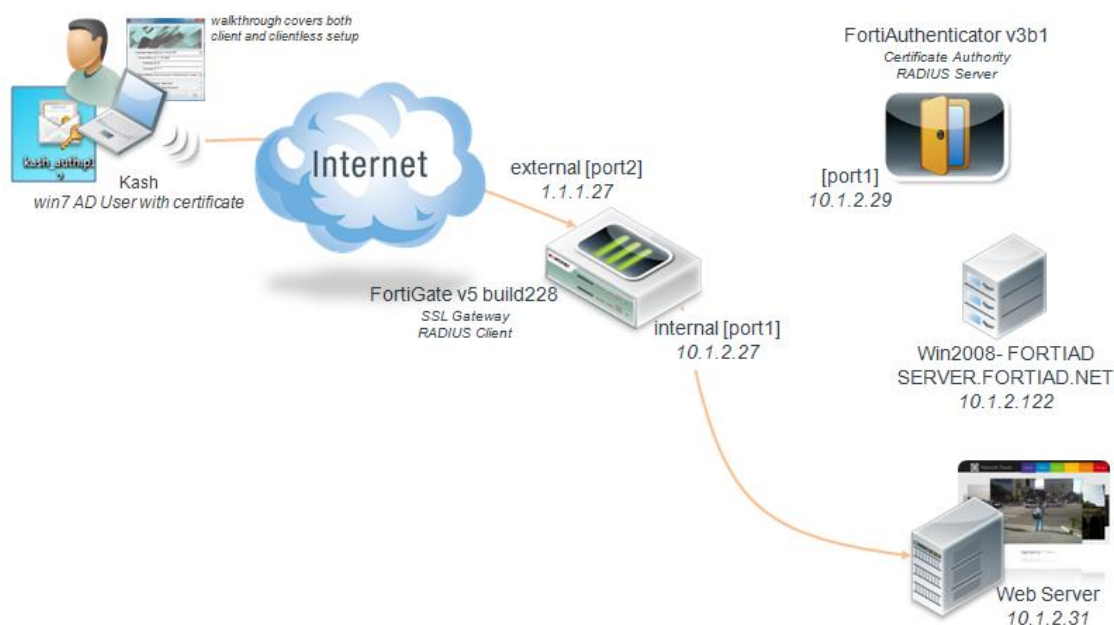 walkthrough covers both
client and clientless setup
Kash
win7 AD User with certificate
Internet
external [port2]
1.1.1.27
FortiGate v5 build228
SSL Gateway
RADIUS Client
internal [port1]
10.1.2.27
FortiAuthenticator v3b1
Certificate Authority
RADIUS Server
[port1]
10.1.2.29
Win2008- FORTIAD
SERVER.FORTIAD.NET
10.1.2.122
Web Server
10.1.2.31